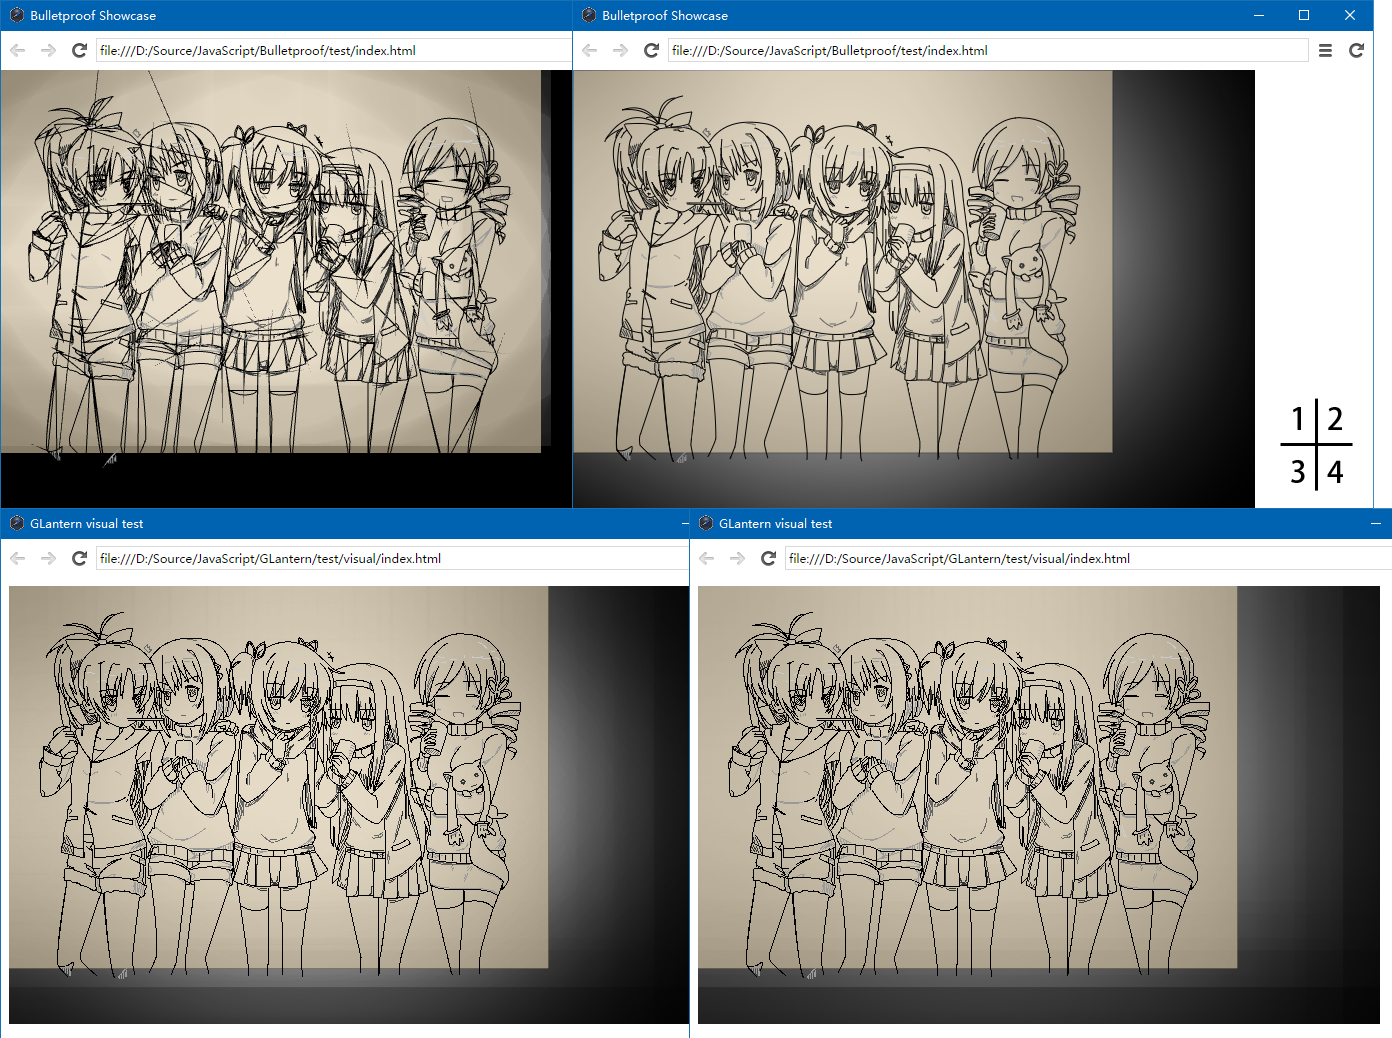 Bulletproof Showcase
file:///D:/Source/JavaScript/Bulletproof/test/index.html
Bulletproof Showcase
file:///D:/Source/JavaScript/Bulletproof/test/index.html
1 2
3 4
GLantern visual test
file:///D:/Source/JavaScript/GLantern/test/visual/index.html
GLantern visual test
file:///D:/Source/JavaScript/GLantern/test/visual/index.html